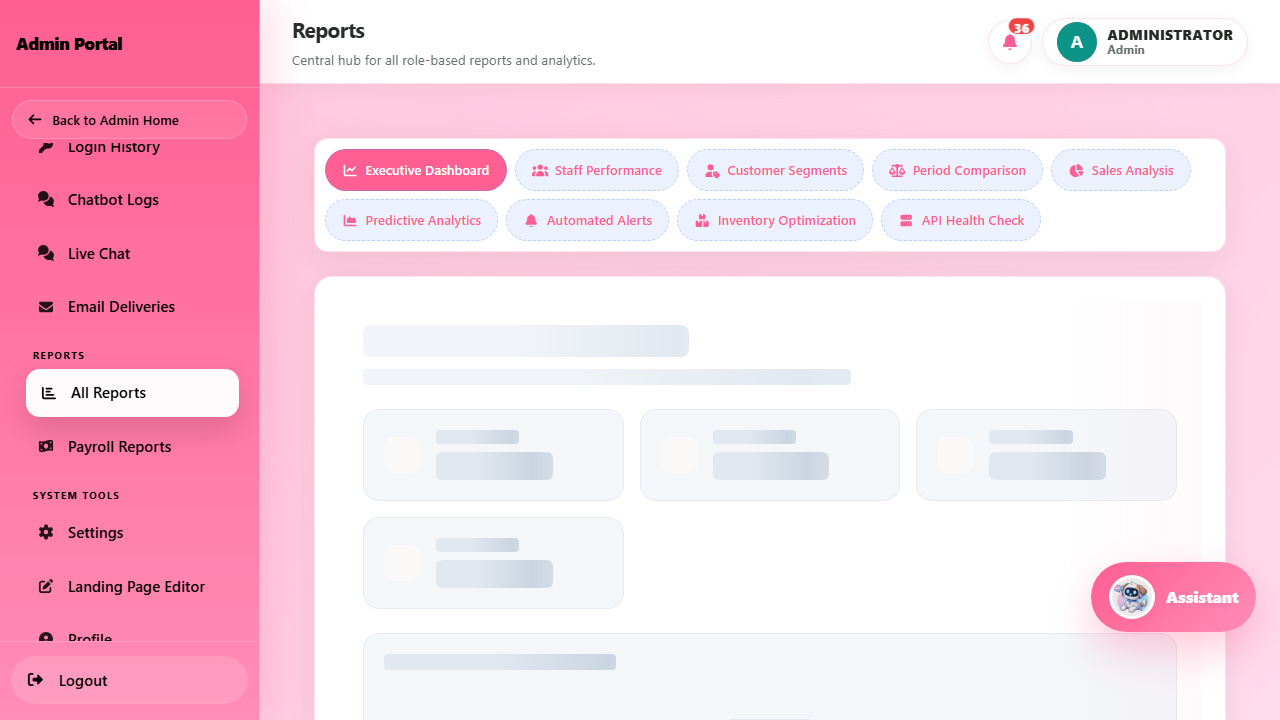 Admin Portal
Back to Admin Home
Login History
Chatbot Logs
Live Chat
Email Deliveries
REPORTS
All Reports
Payroll Reports
SYSTEM TOOLS
Settings
Landing Page Editor
Profile
Logout
Reports
Central hub for all role-based reports and analytics.
36
A
ADMINISTRATOR
Admin
Executive Dashboard
Staff Performance
Customer Segments
Period Comparison
Sales Analysis
Predictive Analytics
Automated Alerts
Inventory Optimization
API Health Check
Assistant